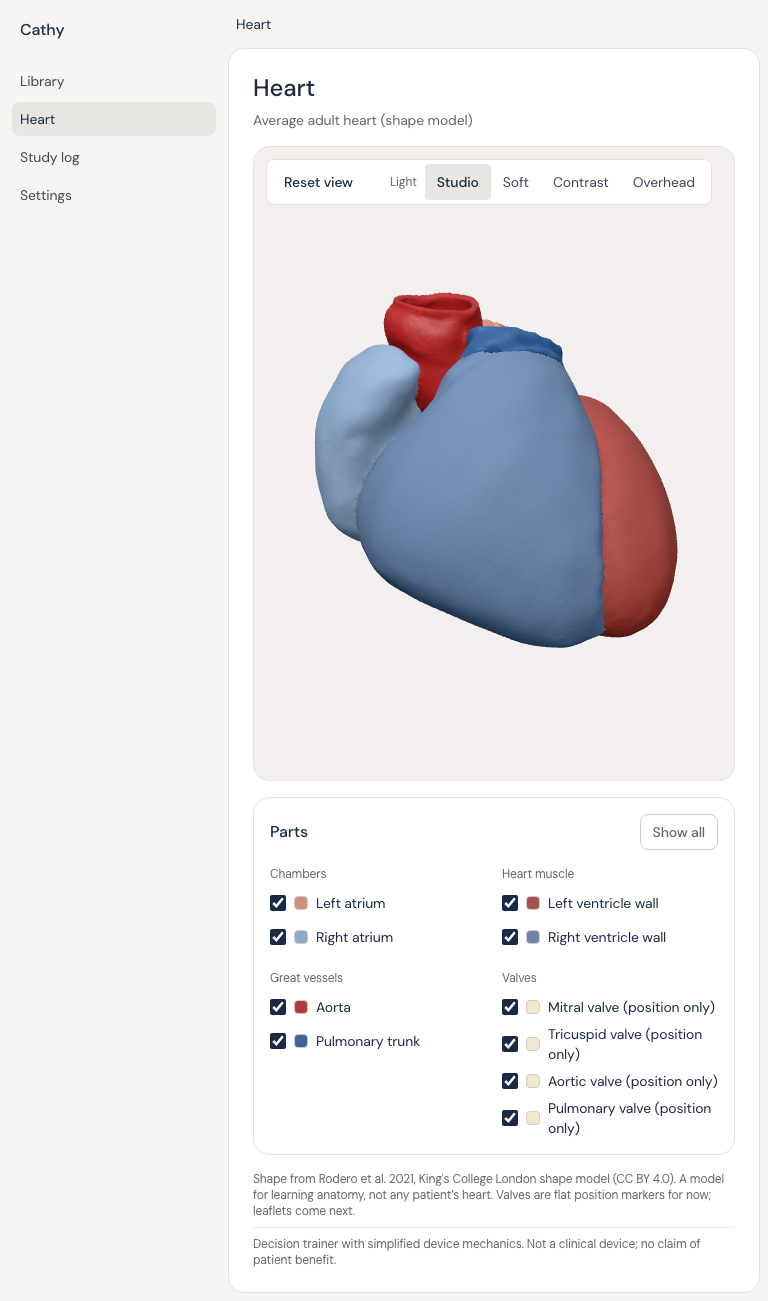 Cathy
Library
Heart
Study log
Settings
Heart
Heart
Average adult heart (shape model)
Reset view
Light
Studio
Soft
Contrast
Overhead
Parts
Show all
Chambers
Left atrium
Right atrium
Heart muscle
Left ventricle wall
Right ventricle wall
Great vessels
Aorta
Pulmonary trunk
Valves
Mitral valve (position only)
Tricuspid valve (position
only)
Aortic valve (position only)
Pulmonary valve (position
only)
Shape from Rodero et al. 2021, King's College London shape model (CC BY 4.0). A model
for learning anatomy, not any patient's heart. Valves are flat position markers for now;
leaflets come next.
Decision trainer with simplified device mechanics. Not a clinical device; no claim of
patient benefit.